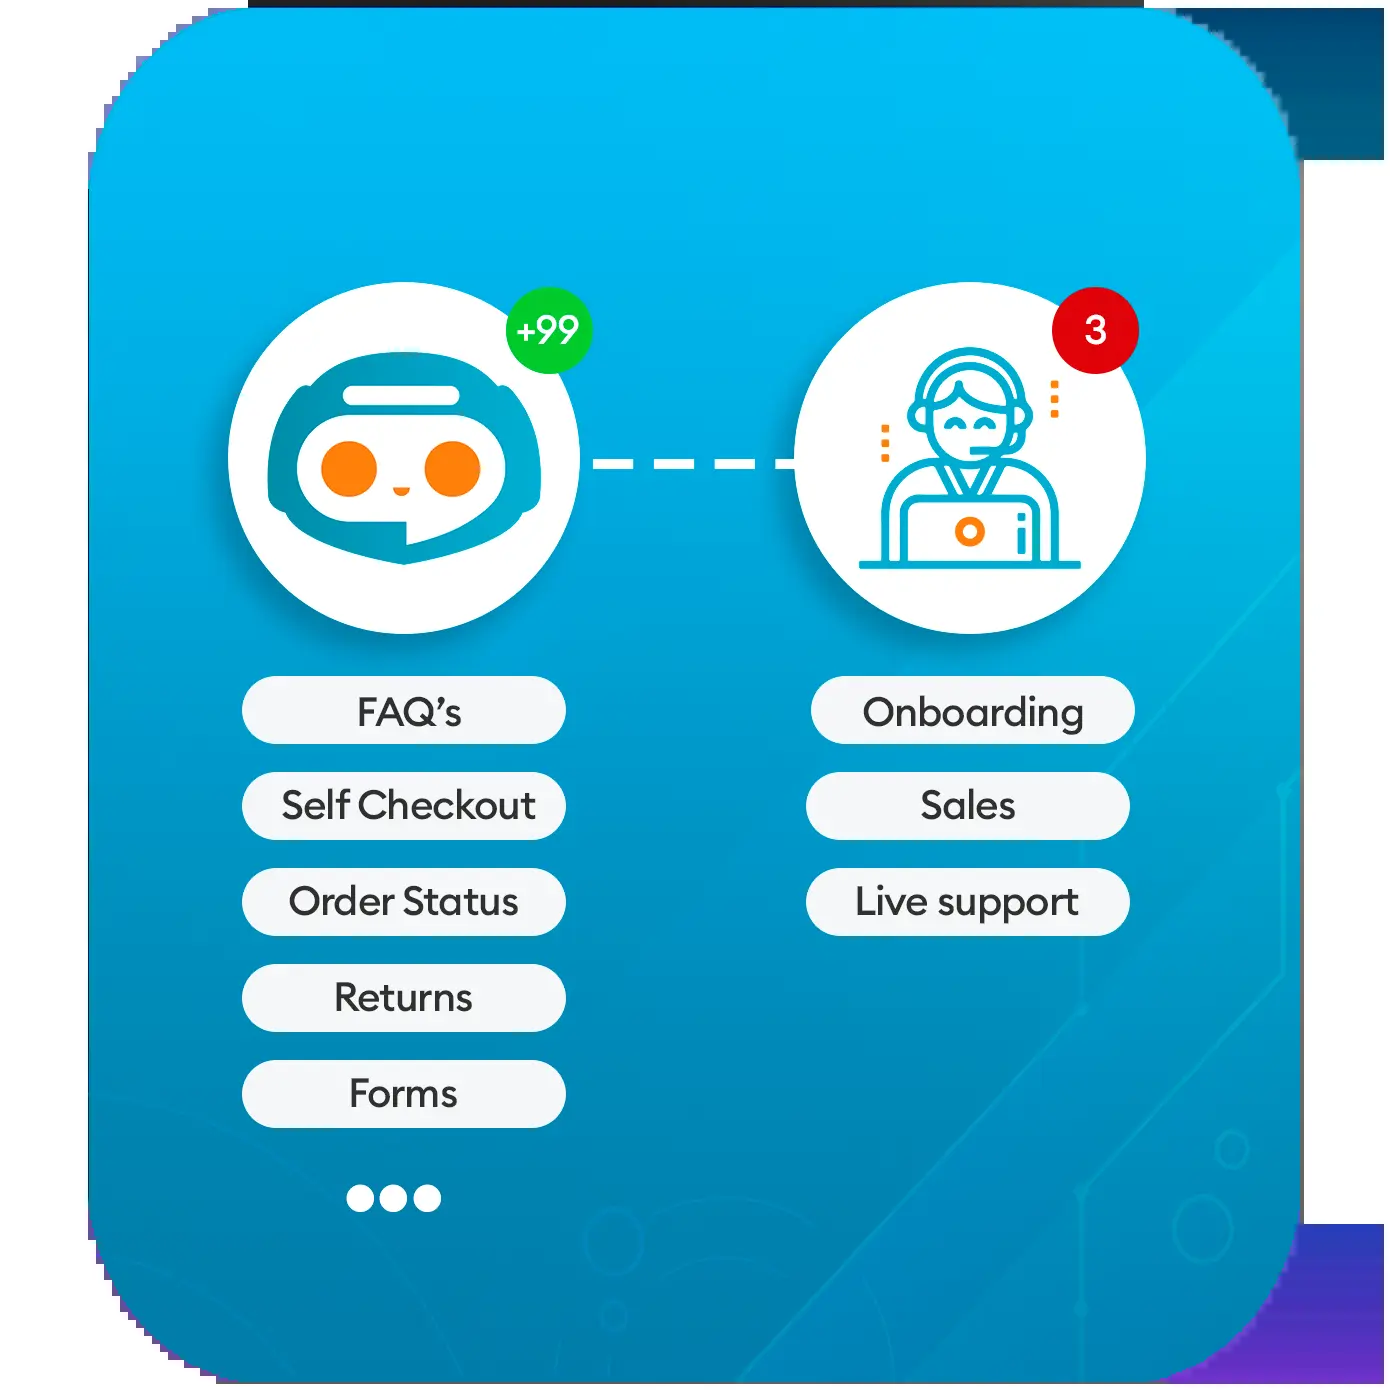 +99
3
FAQ’s
Self Checkout
Order Status
Returns
Forms
Onboarding
Sales
Live support